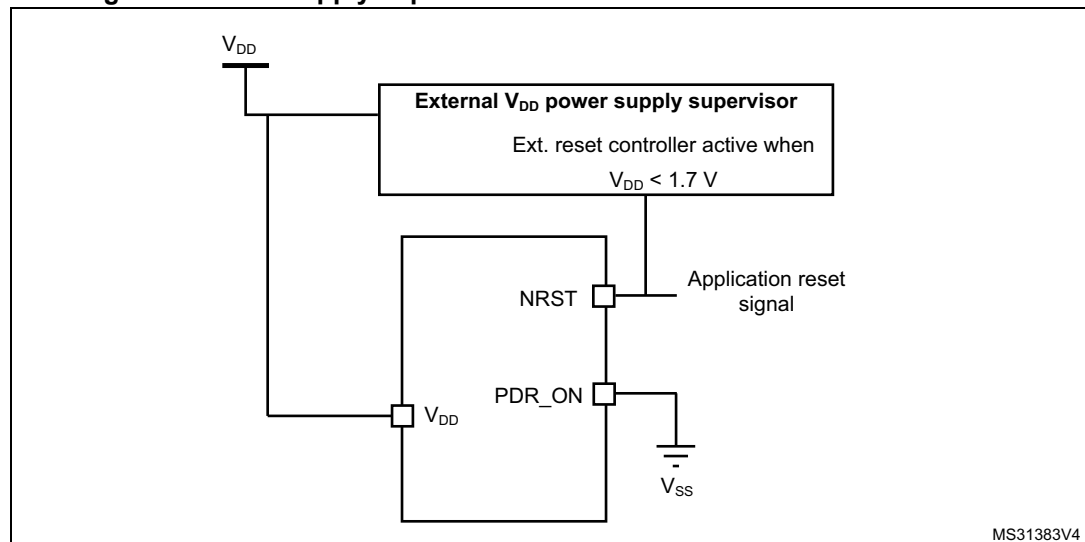 V_DD
External V_DD power supply supervisor
Ext. reset controller active when
V_DD < 1.7 V
NRST
Application reset
signal
PDR_ON
V_DD
V_SS
MS31383V4